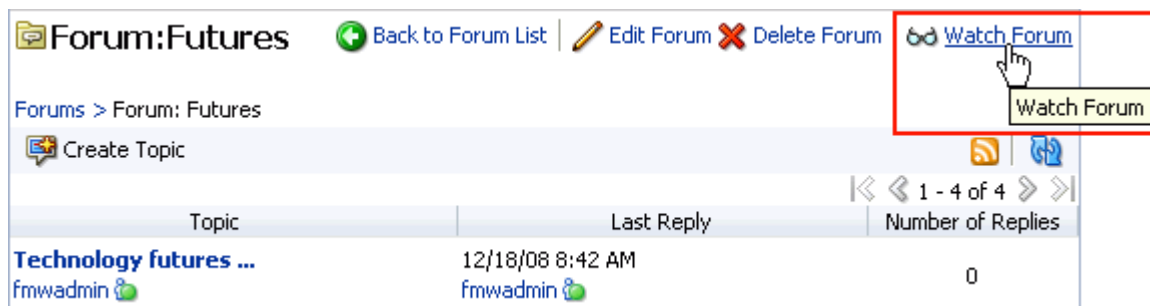 Forum:Futures Back to Forum List Edit Forum Delete Forum Watch Forum
Watch Forum
Forums > Forum: Futures
Create Topic
1 - 4 of 4
Topic Last Reply Number of Replies
Technology futures ... 12/18/08 8:42 AM 0
fmwadmin fmwadmin